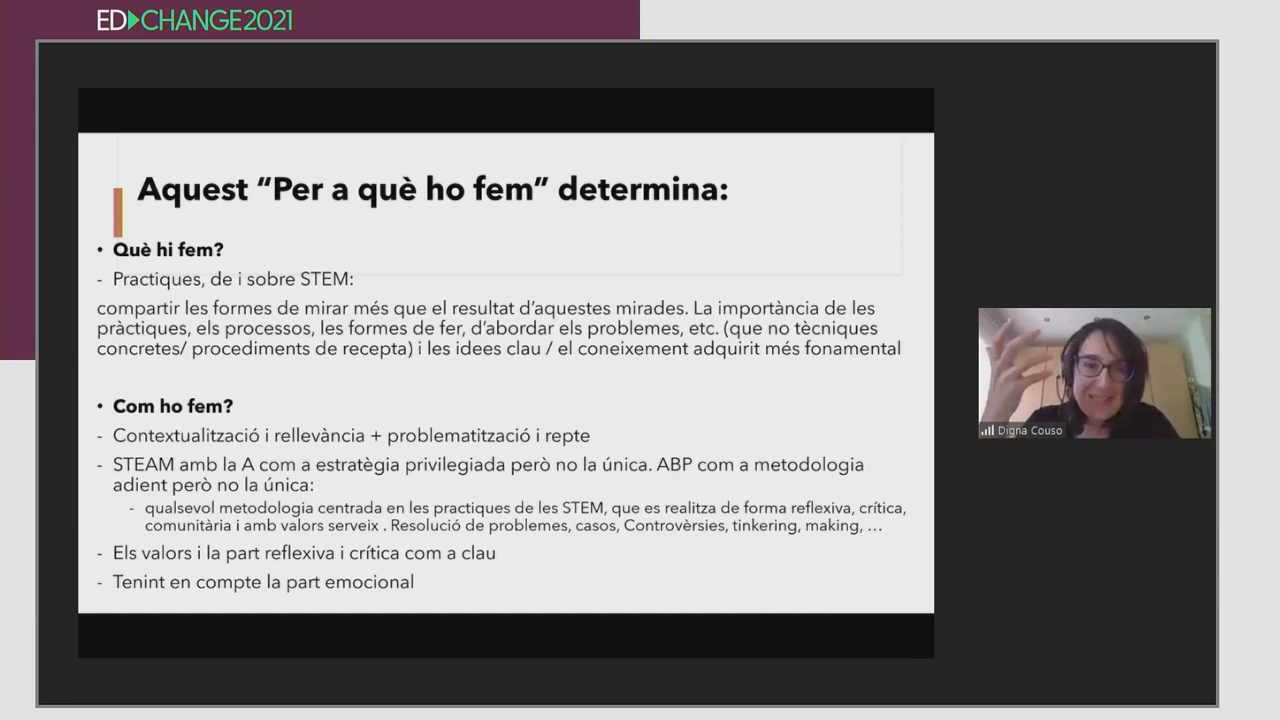 ED CHANGE2021
Aquest “Per a què ho fem” determina:
• Què hi fem?
- Practiques, de i sobre STEM:
compartir les formes de mirar més que el resultat d’aquestes mirades. La importància de les
pràctiques, els processos, les formes de fer, d’abordar els problemes, etc. (que no tècniques
concretes/ procediments de recepta) i les idees clau / el coneixement adquirit més fonamental
• Com ho fem?
- Contextualització i rellevància + problematització i repte
- STEAM amb la A com a estratègia privilegiada però no la única. ABP com a metodologia
adient però no la única:
- qualsevol metodologia centrada en les practiques de les STEM, que es realitza de forma reflexiva, crítica,
comunitària i amb valors serveix . Resolució de problemes, casos, Controvèrsies, tinkering, making, …
- Els valors i la part reflexiva i crítica com a clau
- Tenint en compte la part emocional
Digna Couso